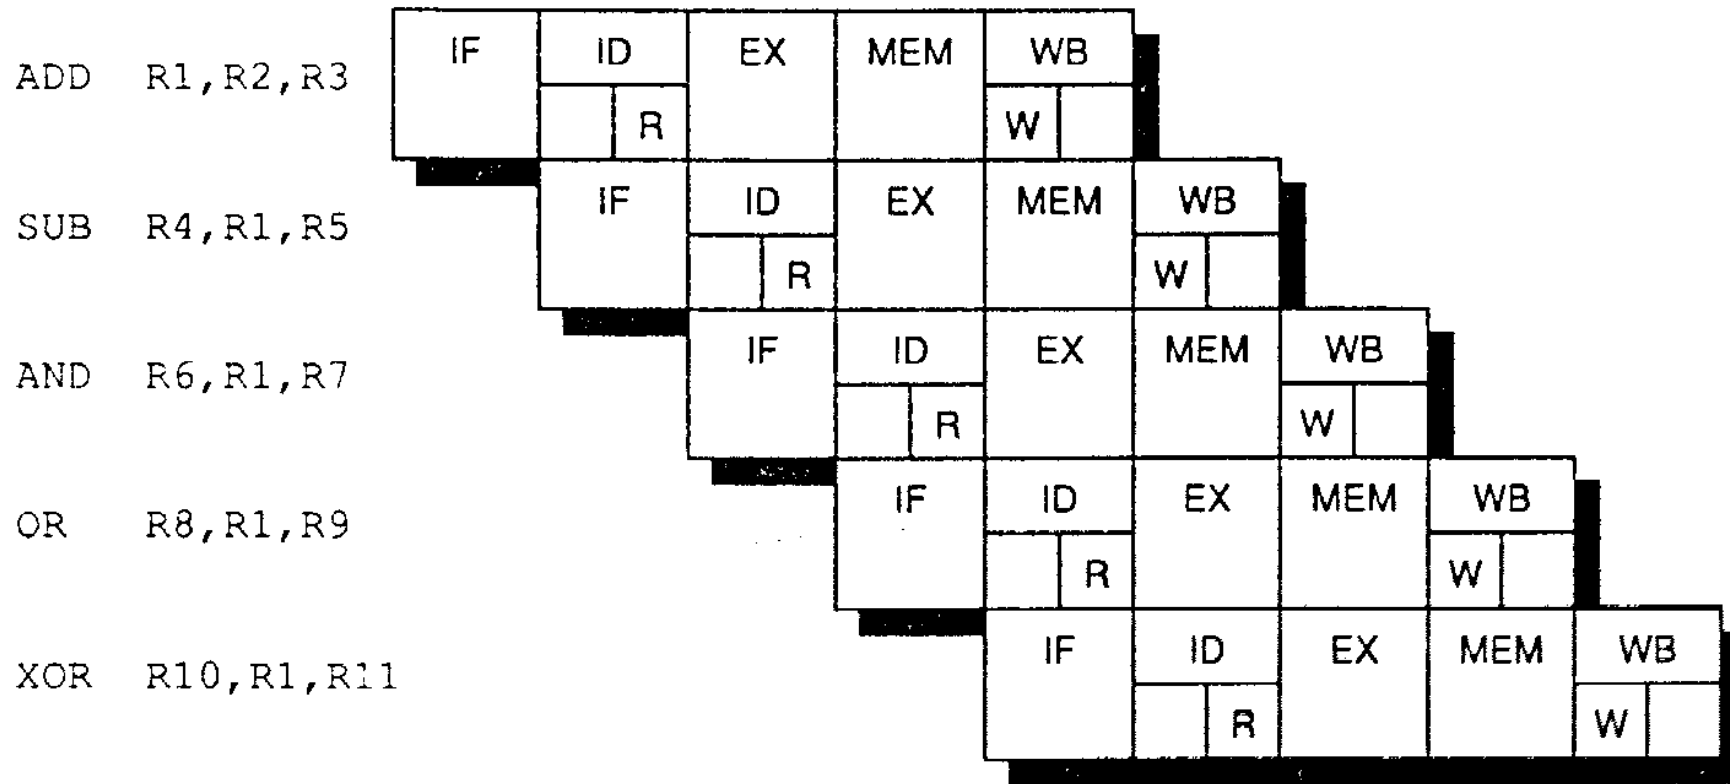 ADD R1,R2,R3 IF ID EX MEM WB
R W
SUB R4,R1,R5 IF ID EX MEM WB
R W
AND R6,R1,R7 IF ID EX MEM WB
R W
OR R8,R1,R9 IF ID EX MEM WB
R W
XOR R10,R1,R11 IF ID EX MEM WB
R W